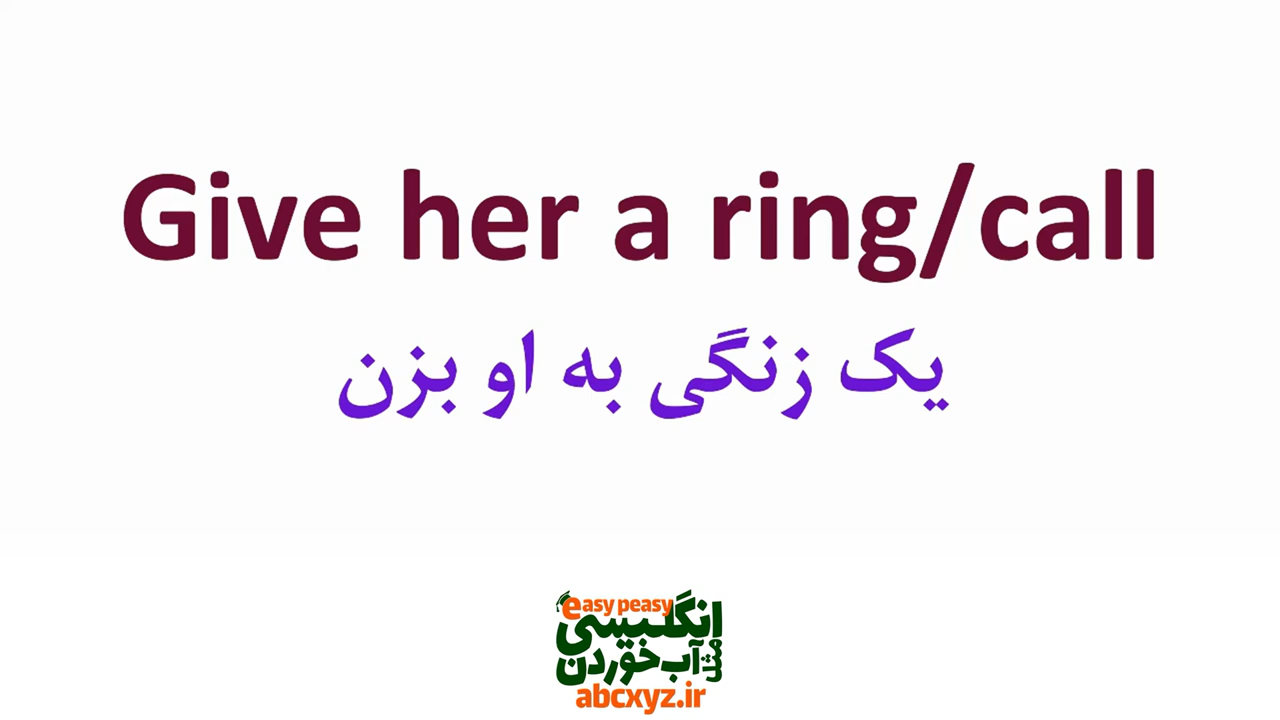 Give her a ring/call
یک زنگی به او بزن
easy peasy
انگلیسی
مثل آب خوردن
abcxyz.ir